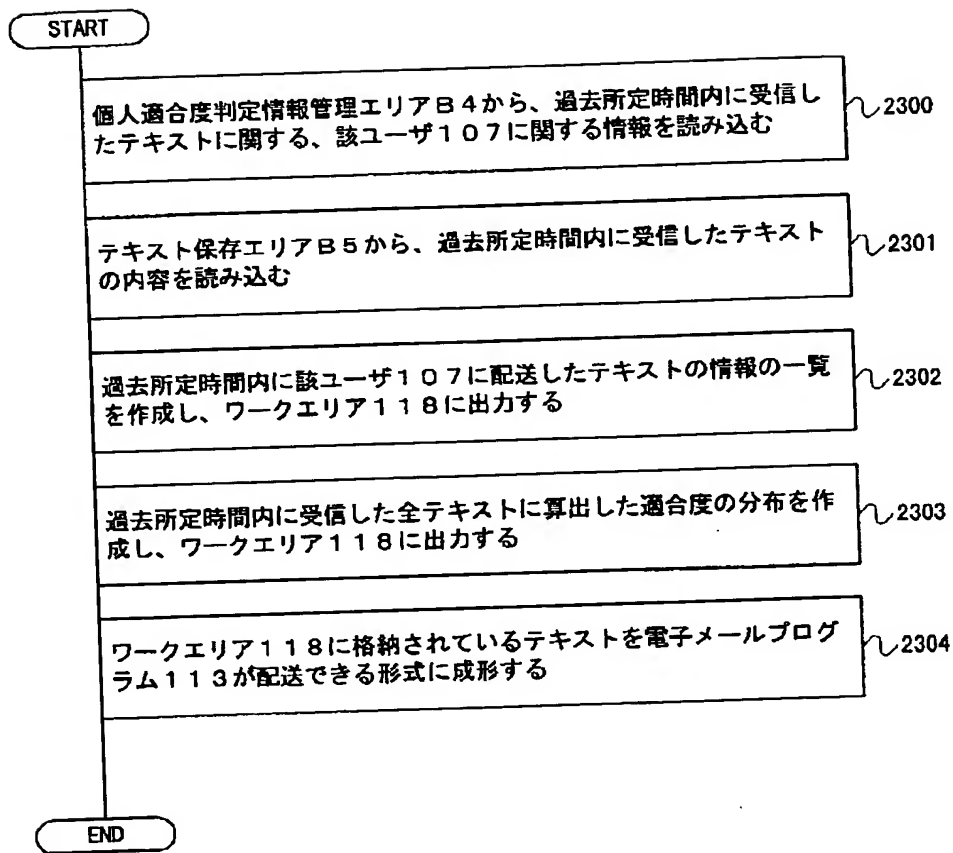 START
個人適合度判定情報管理エリアB4から、過去所定時間内に受信し
たテキストに関する、該ユーザ107に関する情報を読み込む
2300
テキスト保存エリアB5から、過去所定時間内に受信したテキスト
の内容を読み込む
2301
過去所定時間内に該ユーザ107に配送したテキストの情報の一覧
を作成し、ワークエリア118に出力する
2302
過去所定時間内に受信した全テキストに算出した適合度の分布を作
成し、ワークエリア118に出力する
2303
ワークエリア118に格納されているテキストを電子メールプログ
ラム113が配送できる形式に成形する
2304
END